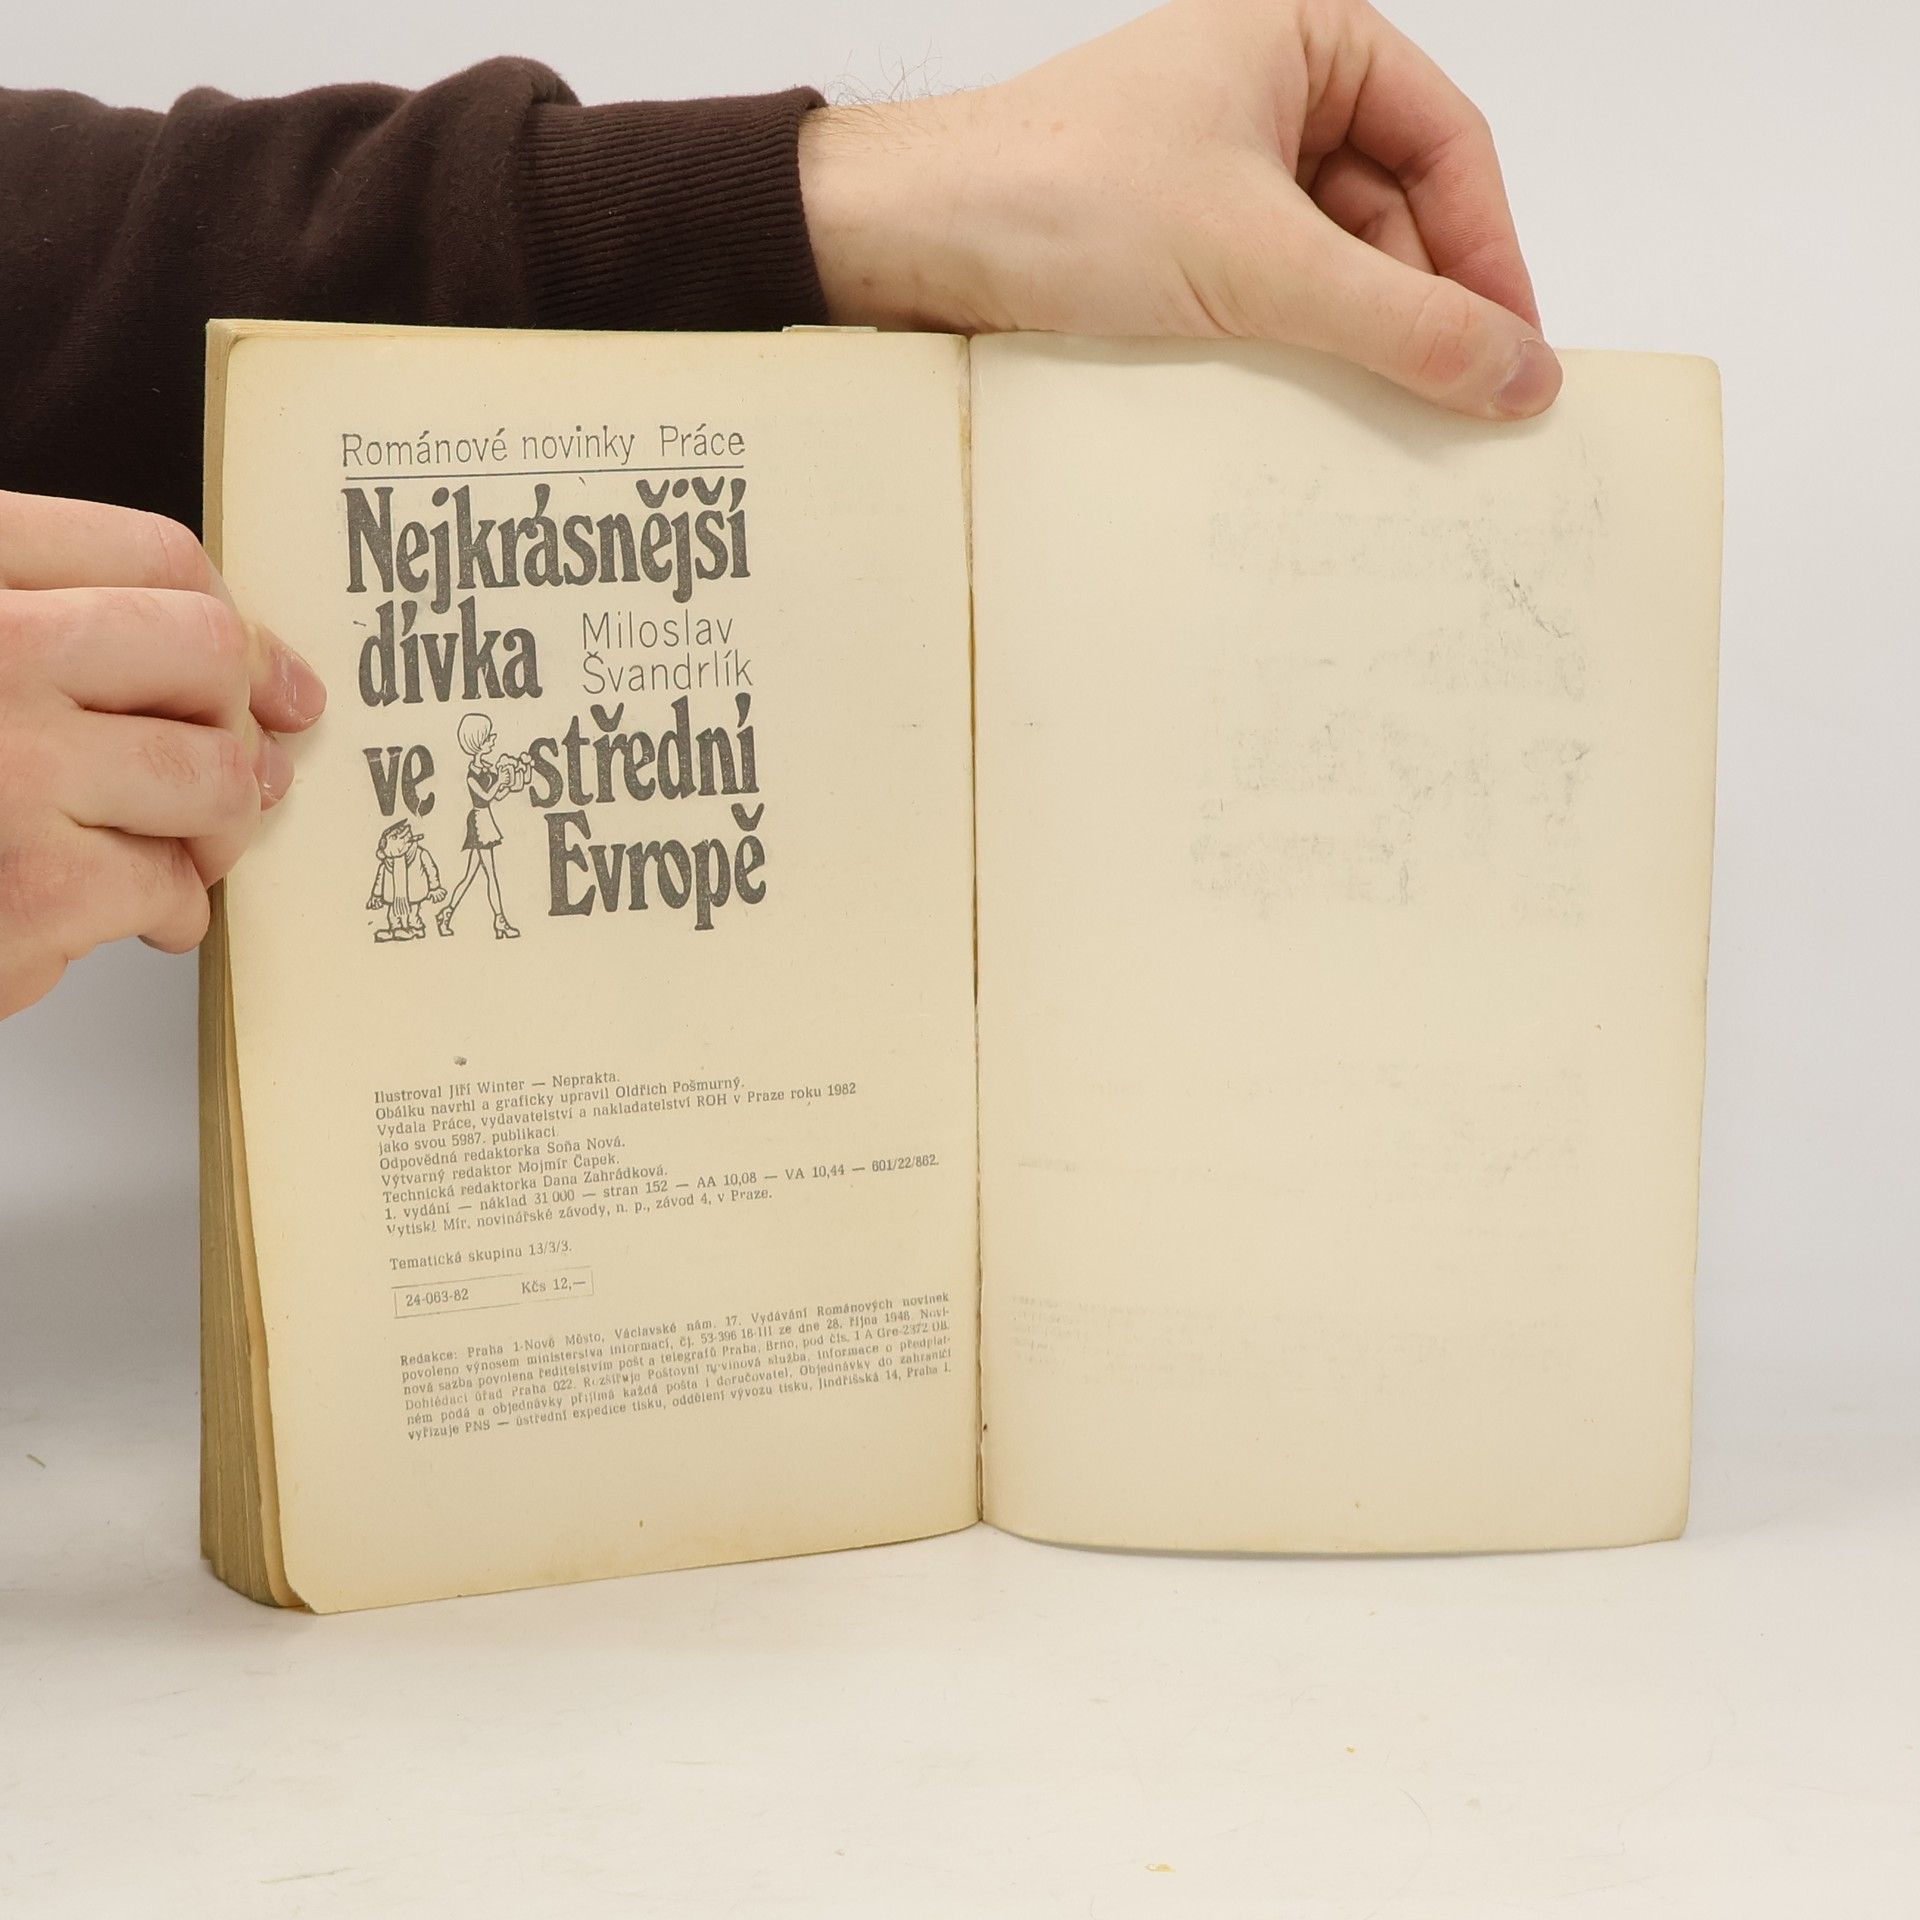 Románové novinky Práce
Nejkrásnější
dívka
Miloslav
Švandrlík
ve střední
Evropě
Ilustroval Jiří Winter — Neprakta.
Obálku navrhl a graficky upravil Oldřich Pošmurný.
Vydala Práce, vydavatelství a nakladatelství ROH v Praze roku 1982
jako svou 5987. publikaci.
Odpovědná redaktorka Soňa Nová.
Výtvarný redaktor Mojmír Čapek.
Technická redaktorka Dana Zahrádková.
1. vydání — náklad 31 000 — stran 152 — AA 10,08 — VA 10,44 — 601/22/862.
Vytiskl Mír, novinářské závody, n. p., závod 4, v Praze.
Tematická skupina 13/3/3.
24-063-82 Kčs 12,—
Redakce: Praha 1-Nové Město, Václavské nám. 17. Vydávání Románových novinek
povoleno výnosem ministerstva informací, čj. 53-396 16-III ze dne 28. října 1948. Novi-
nová sazba povolena ředitelstvím pošt a telegrafů Praha, Brno, pod čís. 1 A Gre-2372 OB.
Dohlédací úřad Praha 022. Rozšiřuje Poštovní novinová služba. Informace o předplat-
ném podá a objednávky přijímá každá pošta i doručovatel. Objednávky do zahraničí
vyřizuje PNS — ústřední expedice tisku, oddělení vývozu tisku, Jindřišská 14, Praha 1.